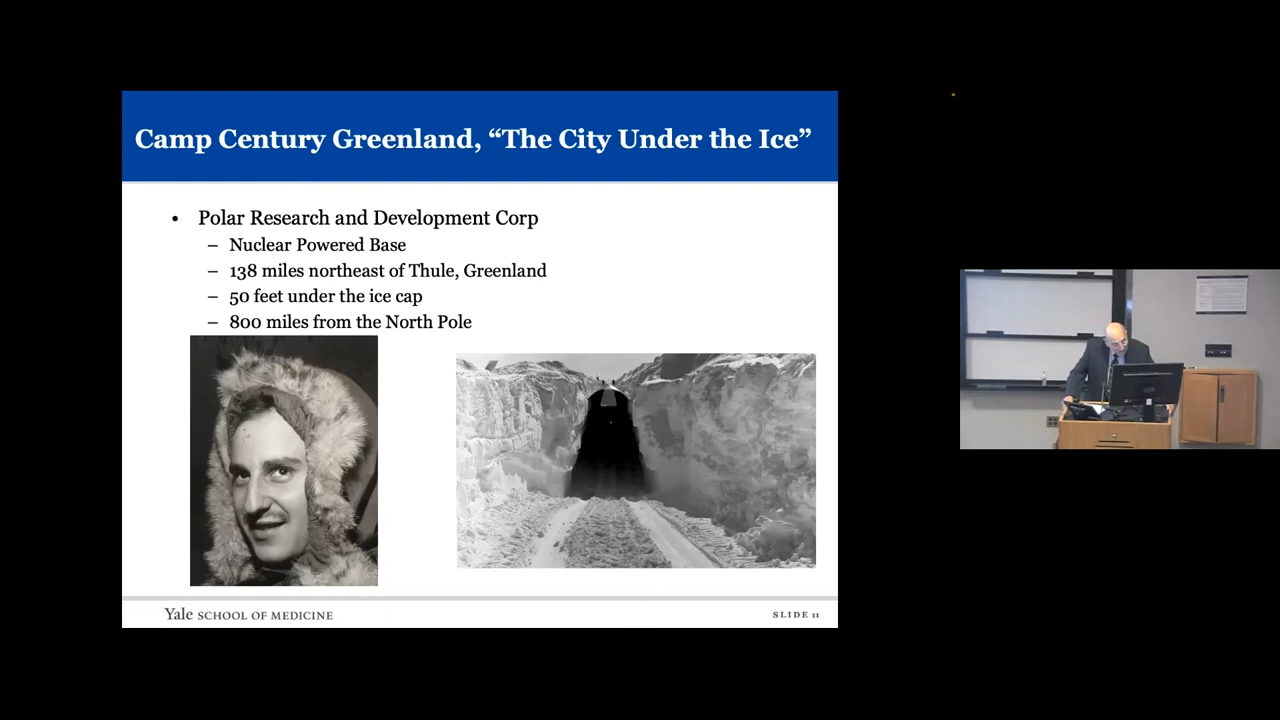 Camp Century Greenland, “The City Under the Ice”
• Polar Research and Development Corp
– Nuclear Powered Base
– 138 miles northeast of Thule, Greenland
– 50 feet under the ice cap
– 800 miles from the North Pole
Yale SCHOOL OF MEDICINE
SLIDE 11